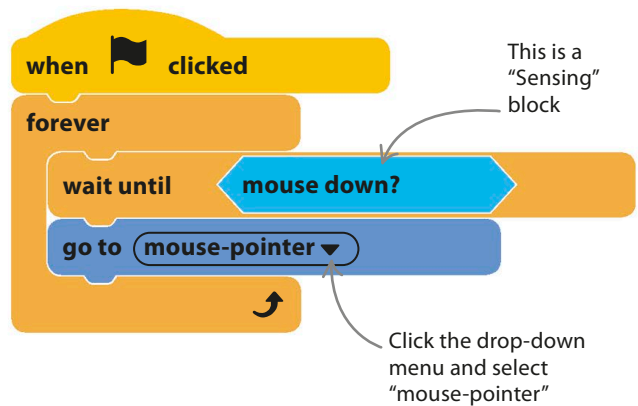 when clicked
This is a
“Sensing”
block
forever
wait until mouse down?
go to mouse-pointer
Click the drop-down
menu and select
“mouse-pointer”